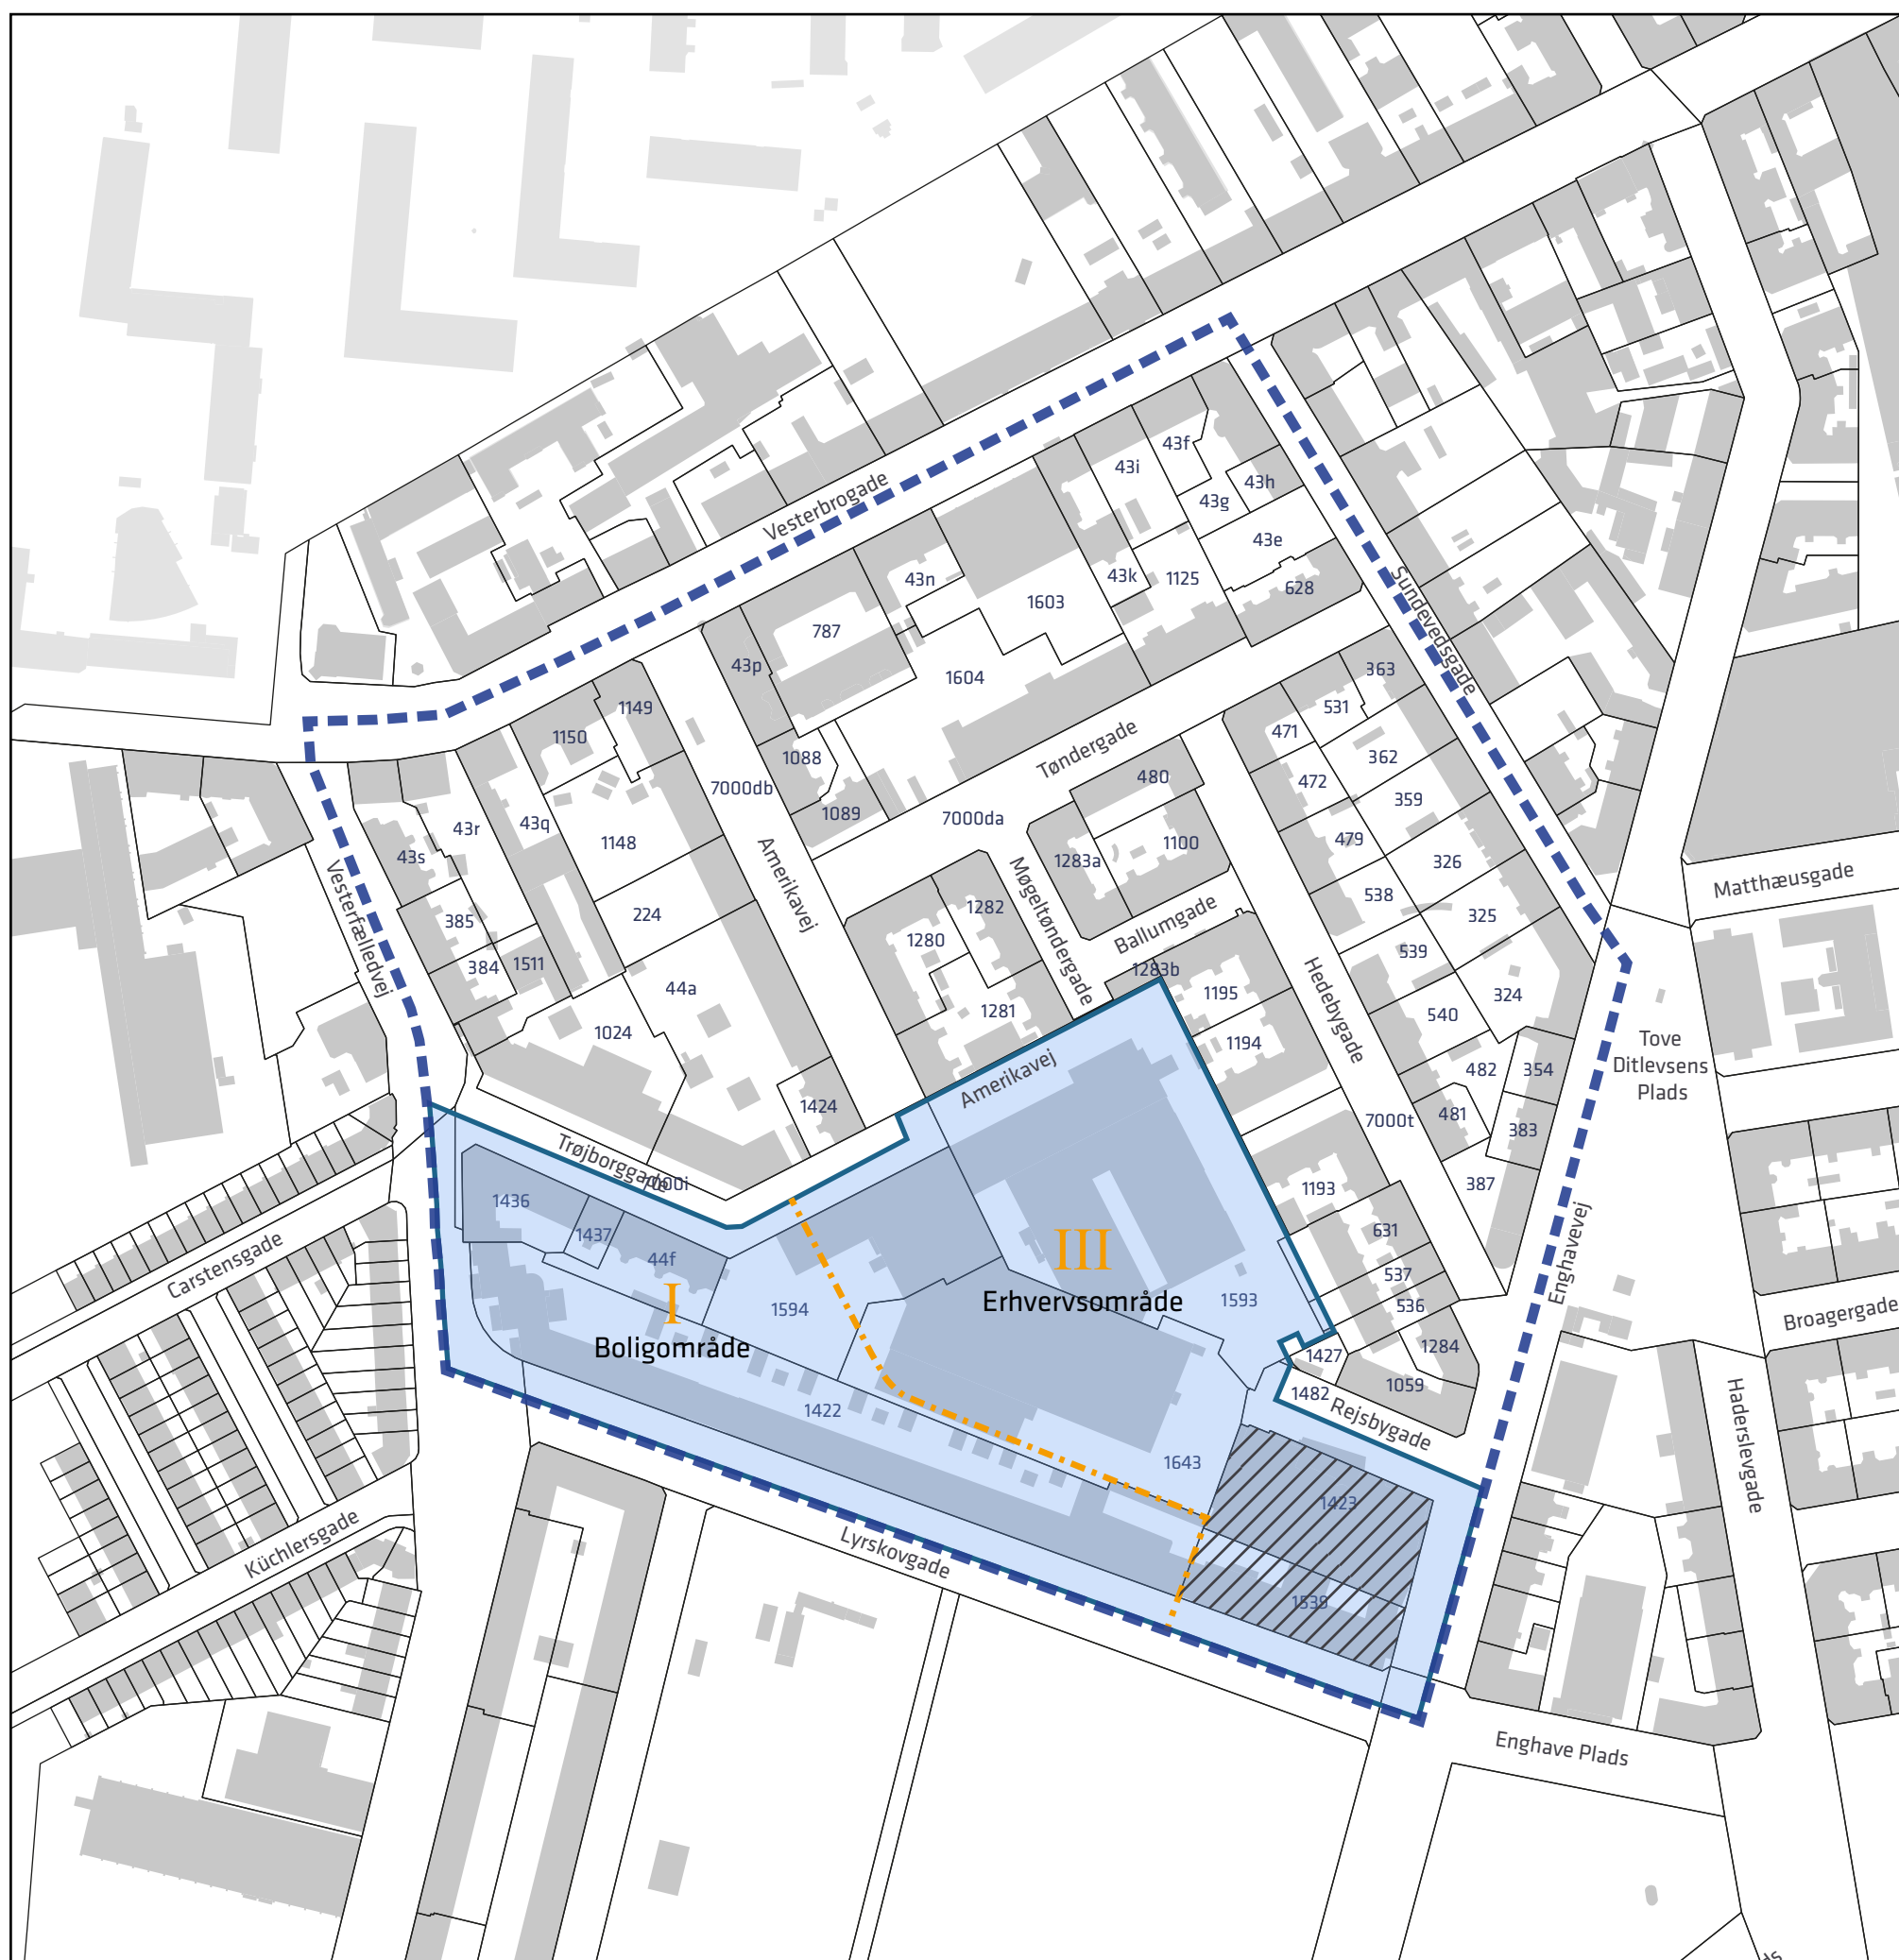 43f
43i
43h
43g
Vesterbrogade
43e
43n
43k
1125
628
Sundevedsgade
1603
787
43p
1604
363
1149
531
1150
471
1088
Tøndergade
362
480
472
7000db
359
1089
7000da
43r
43q
479
1148
1100
43s
1283a
326
Amerikavej
Matthæusgade
Møgeltøndergade
538
1282
224
325
385
Ballumgade
Vesterfælledvej
1280
539
384
1511
1283b
44a
1195
324
Hedebygade
1281
540
1024
1194
Tove
Ditlevsens
Plads
Amerikavej
482
354
1424
481
7000t
383
Trøjborggade
7000i
1193
387
1436
631
1437
Carstensgade
III
44f
537
Enghavevej
I
Erhvervsområde
1593
1594
536
Broagergade
Boligområde
1284
1427
1059
1482
1422
Rejsbygade
Haderslevgade
1643
1423
Küchlersgade
Lyrskovgade
1539
Enghave Plads